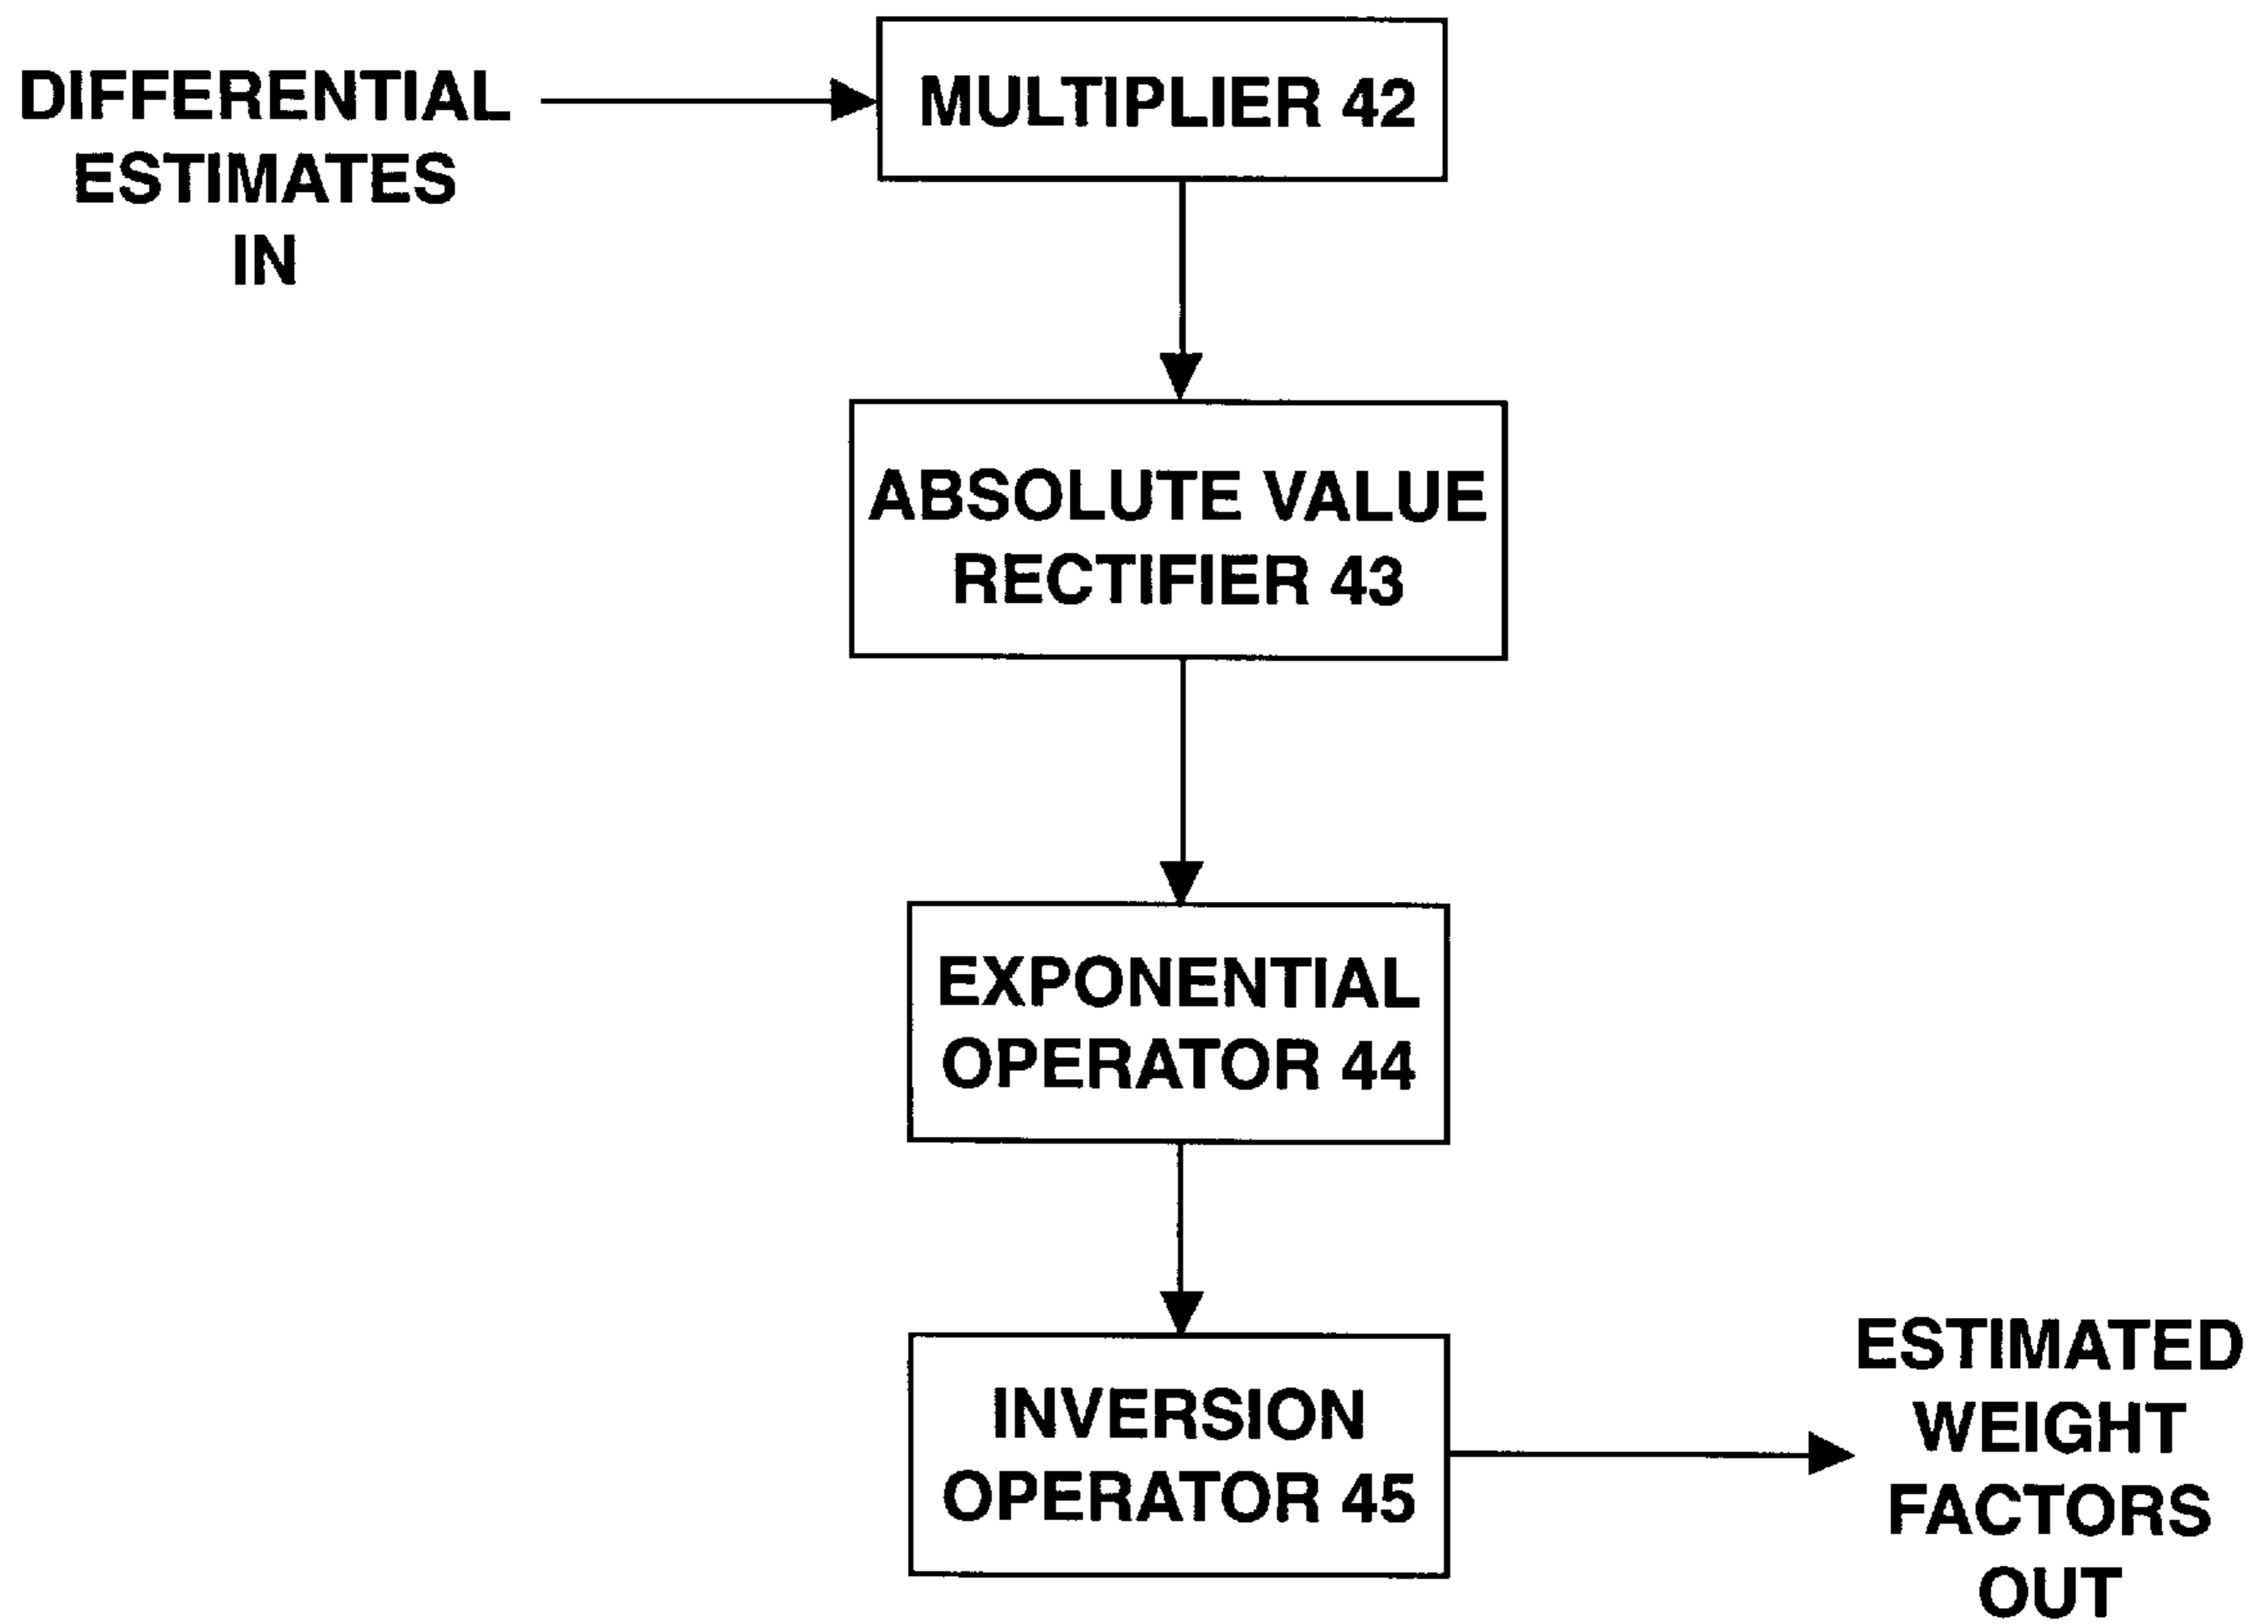 DIFFERENTIAL
ESTIMATES
IN
MULTIPLIER 42
ABSOLUTE VALUE
RECTIFIER 43
EXPONENTIAL
OPERATOR 44
INVERSION
OPERATOR 45
ESTIMATED
WEIGHT
FACTORS
OUT